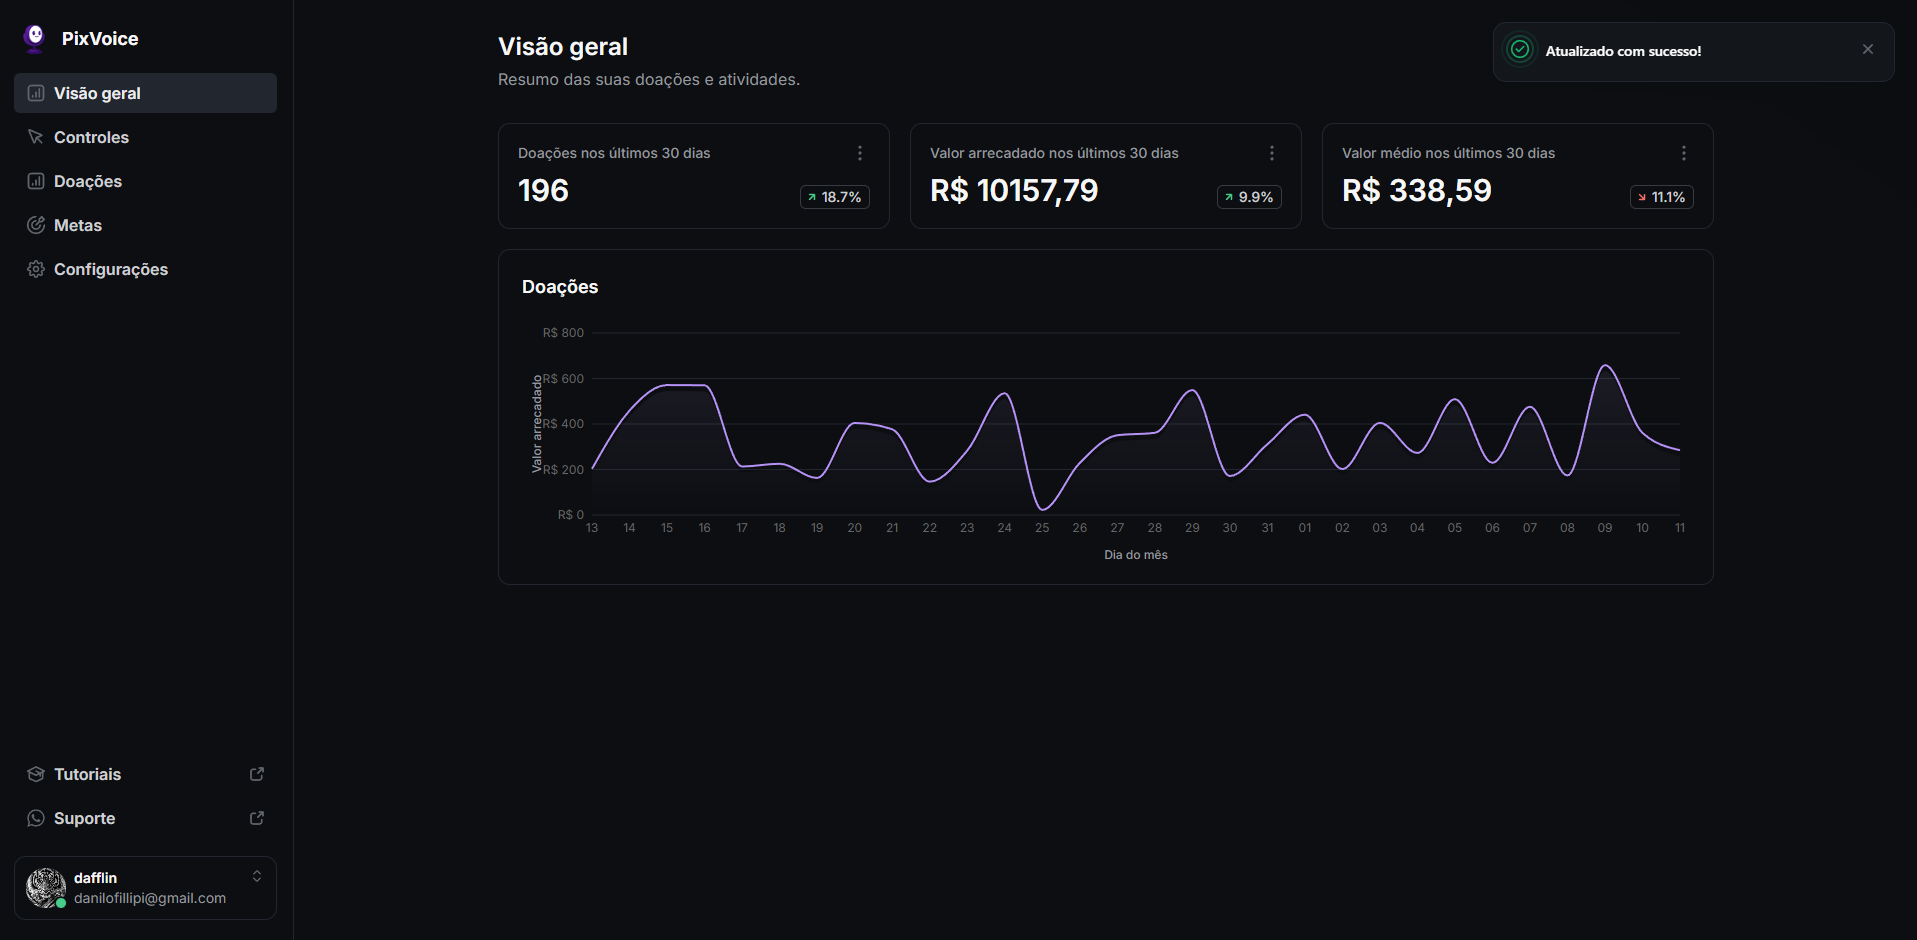 PixVoice
Visão geral
Controles
Doações
Metas
Configurações
Tutoriais
Suporte
dafflin
danilofillipi@gmail.com
Visão geral
Resumo das suas doações e atividades.
Atualizado com sucesso!
Doações nos últimos 30 dias
196
18.7%
Valor arrecadado nos últimos 30 dias
R$ 10157,79
9.9%
Valor médio nos últimos 30 dias
R$ 338,59
11.1%
Doações
Valor arrecadado
R$ 800
R$ 600
R$ 400
R$ 200
R$ 0
13 14 15 16 17 18 19 20 21 22 23 24 25 26 27 28 29 30 31 01 02 03 04 05 06 07 08 09 10 11
Dia do mês